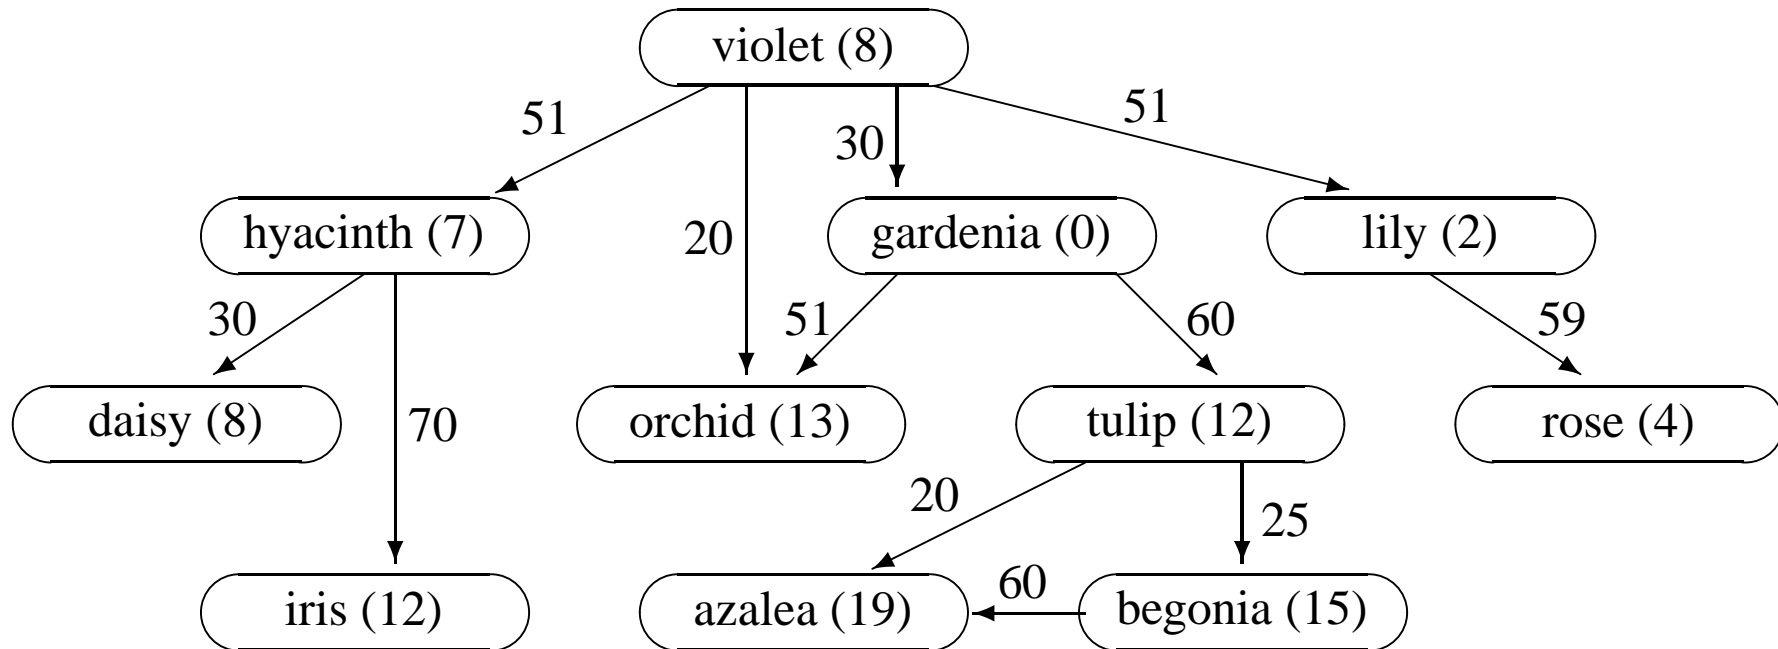 violet (8)
51
30
51
hyacinth (7)
20
gardenia (0)
lily (2)
30
51
60
59
daisy (8)
70
orchid (13)
tulip (12)
rose (4)
20
25
iris (12)
azalea (19)
60
begonia (15)